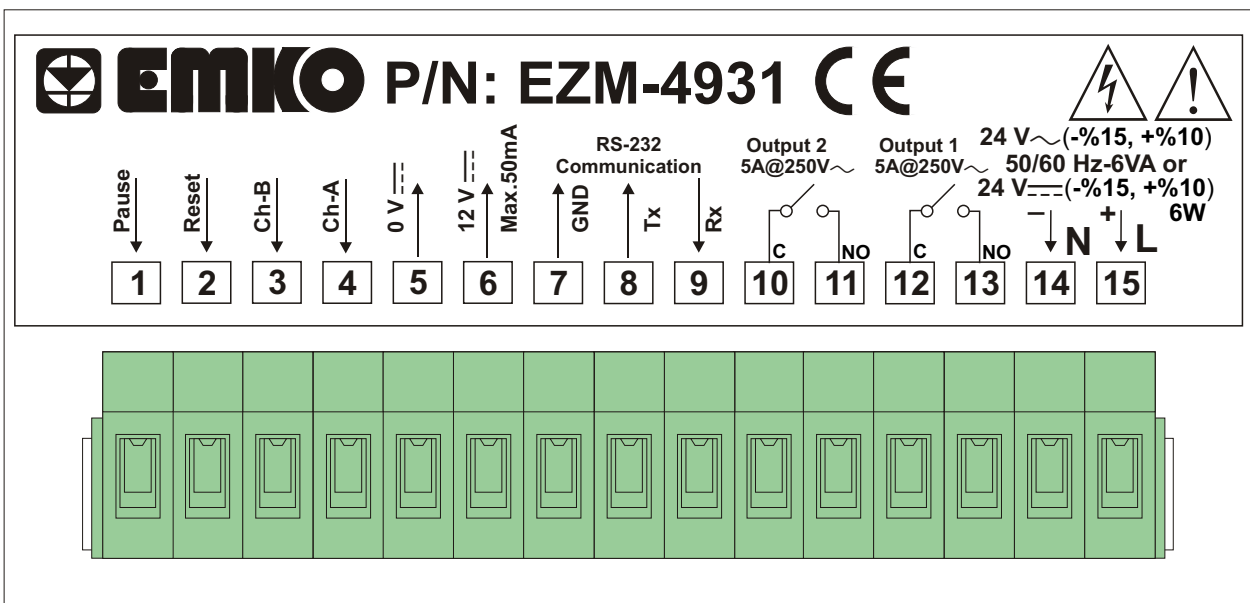 EMKO P/N: EZM-4931 CE
Pause
Reset
Ch-B
Ch-A
0 V
12 V
Max.50mA
RS-232
Communication
GND
Tx
Rx
Output 2
5A@250V
C
NO
Output 1
5A@250V
C
NO
24 V (-%15, +%10)
50/60 Hz-6VA or
24 V (-%15, +%10)
6W
− N
+ L
1 2 3 4 5 6 7 8 9 10 11 12 13 14 15